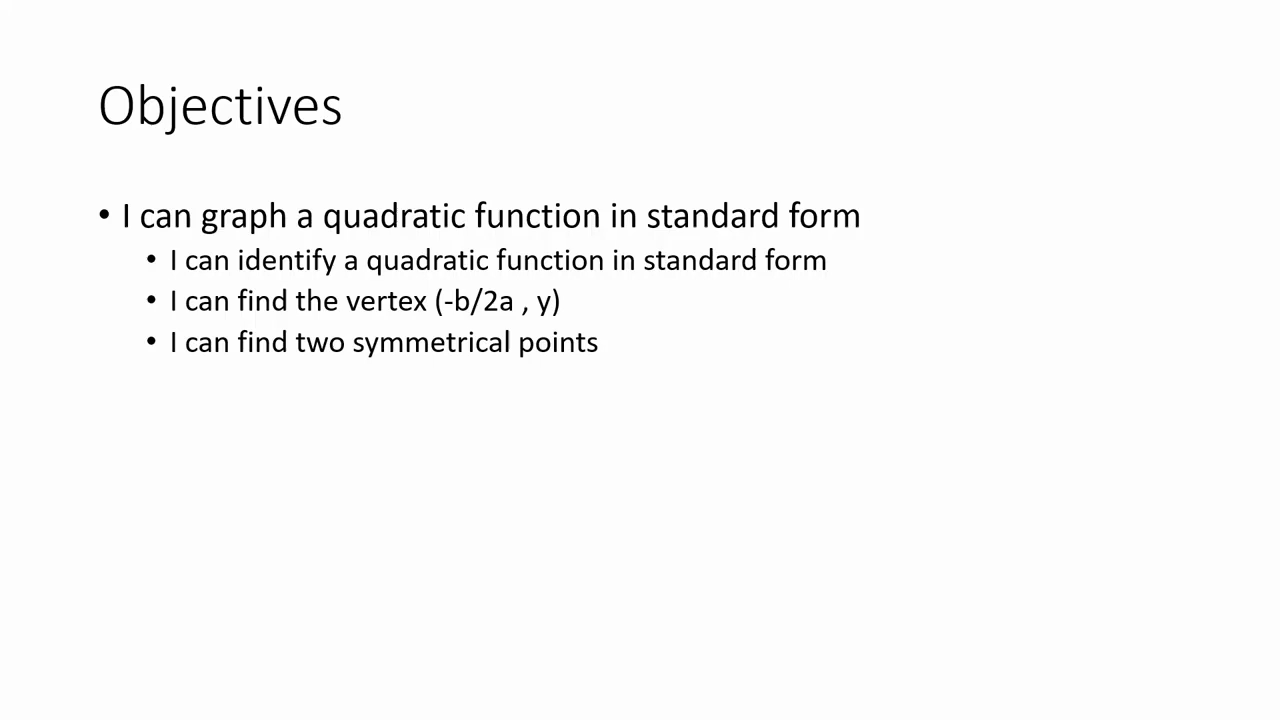 Objectives
• I can graph a quadratic function in standard form
• I can identify a quadratic function in standard form
• I can find the vertex (-b/2a , y)
• I can find two symmetrical points